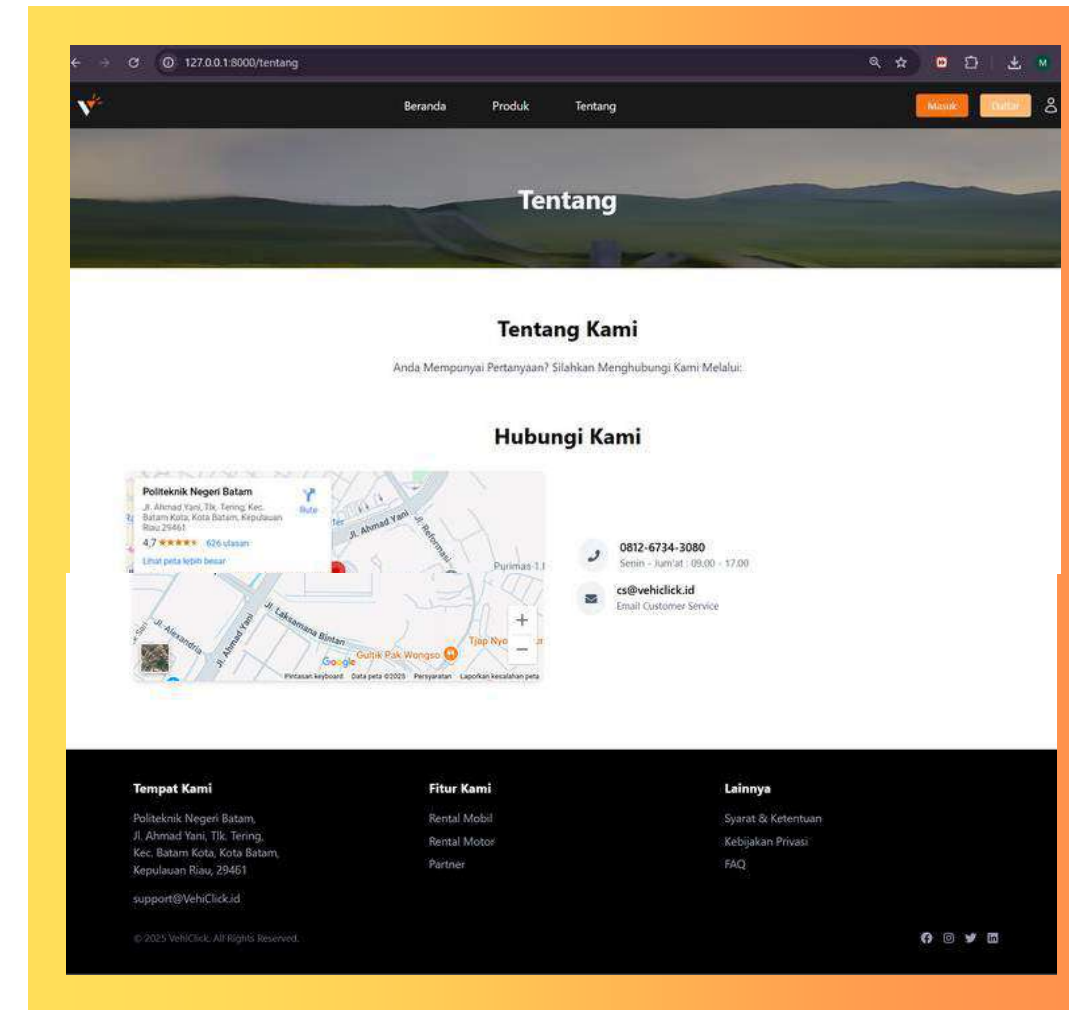 127.0.0.1:8000/tentang
M
Beranda Produk Tentang Masuk Daftar
Tentang
Tentang Kami
Anda Mempunyai Pertanyaan? Silahkan Menghubungi Kami Melalui:
Hubungi Kami
Politeknik Negeri Batam
Jl. Ahmad Yani, Tlk. Tering, Kec.
Batam Kota, Kota Batam, Kepulauan
Riau 29461
Rute
4,7 626 ulasan
Lihat peta lebih besar
Jl. Ahmad Yani
Jl. Reformasi
Purimas 1
Jl. Laksamana Bintan
Jl. Alexandria
Jl. Ahmad Yani
Gultik Pak Wongso
Tjap Nyo
Google
Pintasan keyboard Data peta ©2025 Persyaratan Laporkan kesalahan peta
0812-6734-3080
Senin - Jum'at : 09.00 - 17.00
cs@vehiclick.id
Email Customer Service
Tempat Kami
Politeknik Negeri Batam,
Jl. Ahmad Yani, Tlk. Tering,
Kec. Batam Kota, Kota Batam,
Kepulauan Riau, 29461
support@VehiClick.id
Fitur Kami
Rental Mobil
Rental Motor
Partner
Lainnya
Syarat & Ketentuan
Kebijakan Privasi
FAQ
© 2025 VehiClick. All Rights Reserved.